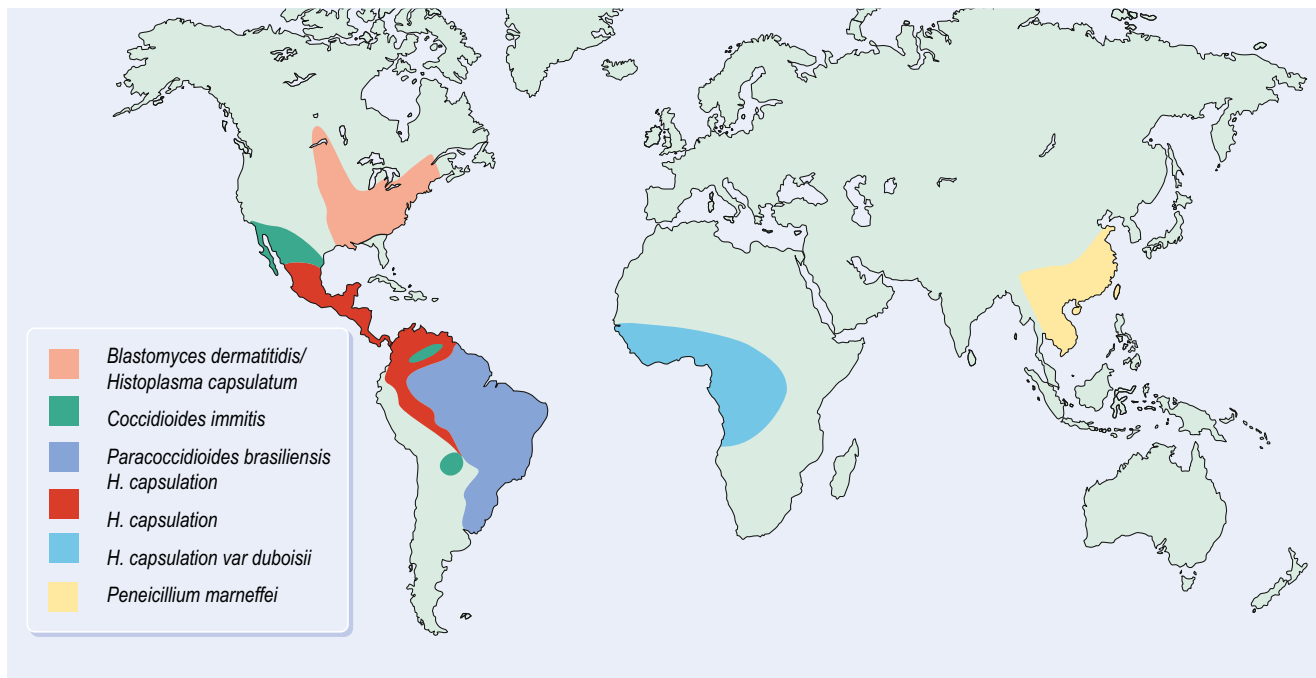 Blastomyces dermatitidis/
Histoplasma capsulatum
Coccidioides immitis
Paracoccidioides brasiliensis
H. capsulation
H. capsulation
H. capsulation var duboisii
Peneicillium marneffei